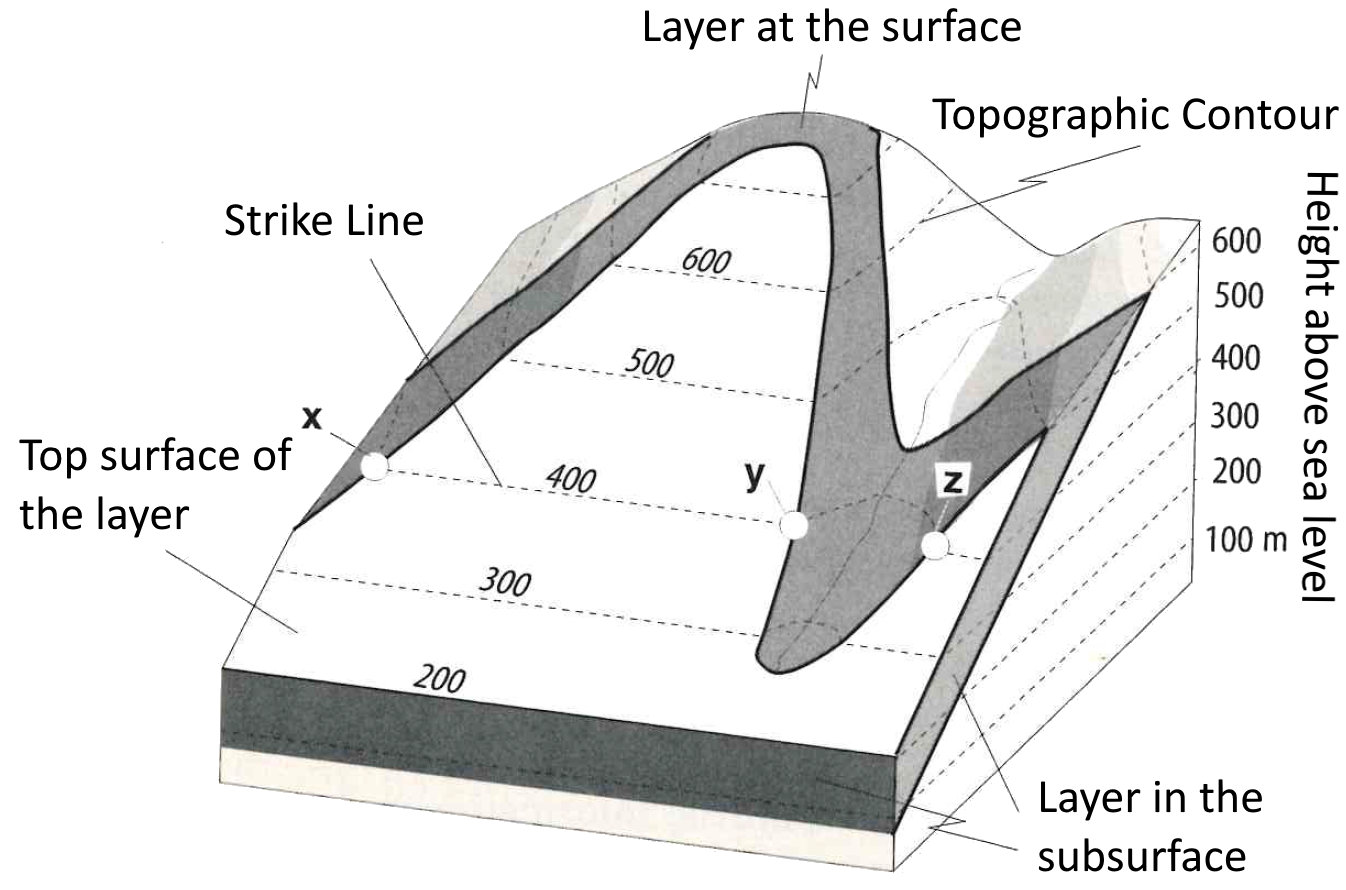 Layer at the surface
Topographic Contour
Height above sea level
Strike Line
600
600
500
500
400
x
300
Top surface of
the layer
y
z
400
200
100 m
300
200
Layer in the
subsurface